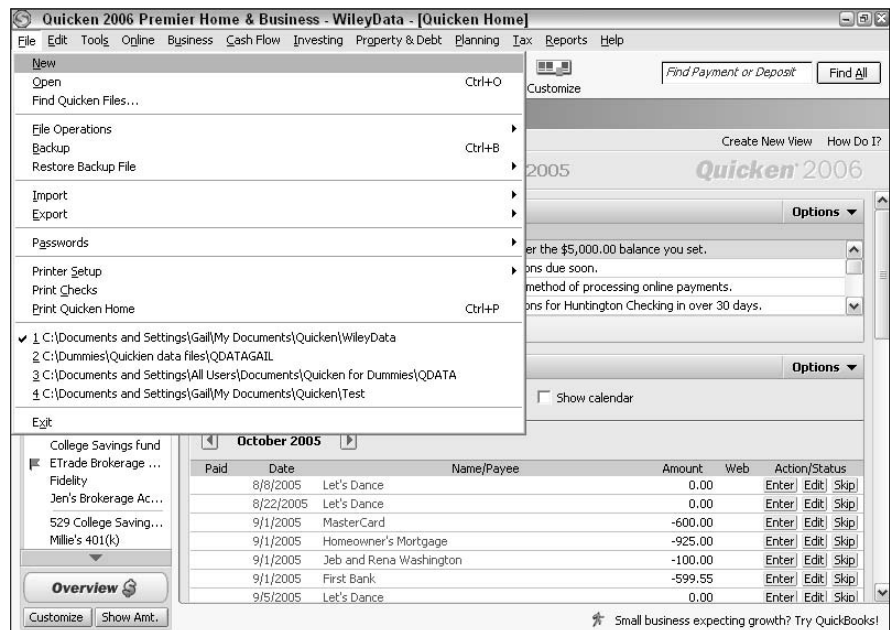 Quicken 2006 Premier Home & Business - WileyData - [Quicken Home]
File Edit Tools Online Business Cash Flow Investing Property & Debt Planning Tax Reports Help
New
Open Ctrl+O
Find Quicken Files...
File Operations
Backup Ctrl+B
Restore Backup File
Import
Export
Passwords
Printer Setup
Print Checks
Print Quicken Home Ctrl+P
✓ 1 C:\Documents and Settings\Gail\My Documents\Quicken\WileyData
2 C:\Dummies\Quickien data files\QDATAGAIL
3 C:\Documents and Settings\All Users\Documents\Quicken for Dummies\QDATA
4 C:\Documents and Settings\Gail\My Documents\Quicken\Test
Exit
Customize
Find Payment or Deposit Find All
Create New View How Do I?
2005 Quicken 2006
Options
er the $5,000.00 balance you set.
ons due soon.
method of processing online payments.
ons for Huntington Checking in over 30 days.
Options
Show calendar
College Savings fund
ETrade Brokerage ...
Fidelity
Jen's Brokerage Ac...
529 College Saving...
Millie's 401(k)
Overview
Customize Show Amt.
October 2005
Paid Date Name/Payee Amount Web Action/Status
8/8/2005 Let's Dance 0.00 Enter Edit Skip
8/22/2005 Let's Dance 0.00 Enter Edit Skip
9/1/2005 MasterCard -600.00 Enter Edit Skip
9/1/2005 Homeowner's Mortgage -925.00 Enter Edit Skip
9/1/2005 Jeb and Rena Washington -100.00 Enter Edit Skip
9/1/2005 First Bank -599.55 Enter Edit Skip
9/5/2005 Let's Dance 0.00 Enter Edit Skip
Small business expecting growth? Try QuickBooks!